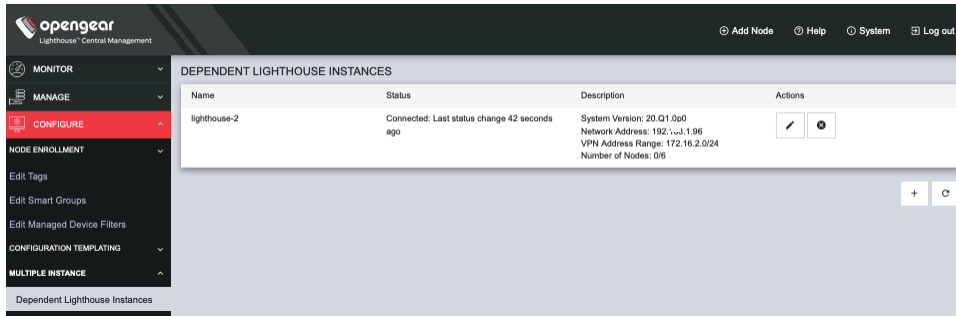 opengear
Lighthouse™ Central Management
Add Node
Help
System
Log out
MONITOR
MANAGE
CONFIGURE
NODE ENROLLMENT
Edit Tags
Edit Smart Groups
Edit Managed Device Filters
CONFIGURATION TEMPLATING
MULTIPLE INSTANCE
Dependent Lighthouse Instances
DEPENDENT LIGHTHOUSE INSTANCES
Name Status Description Actions
lighthouse-2
Connected: Last status change 42 seconds
ago
System Version: 20.Q1.0p0
Network Address:
VPN Address Range: 172.16.2.0/24
Number of Nodes: 0/6